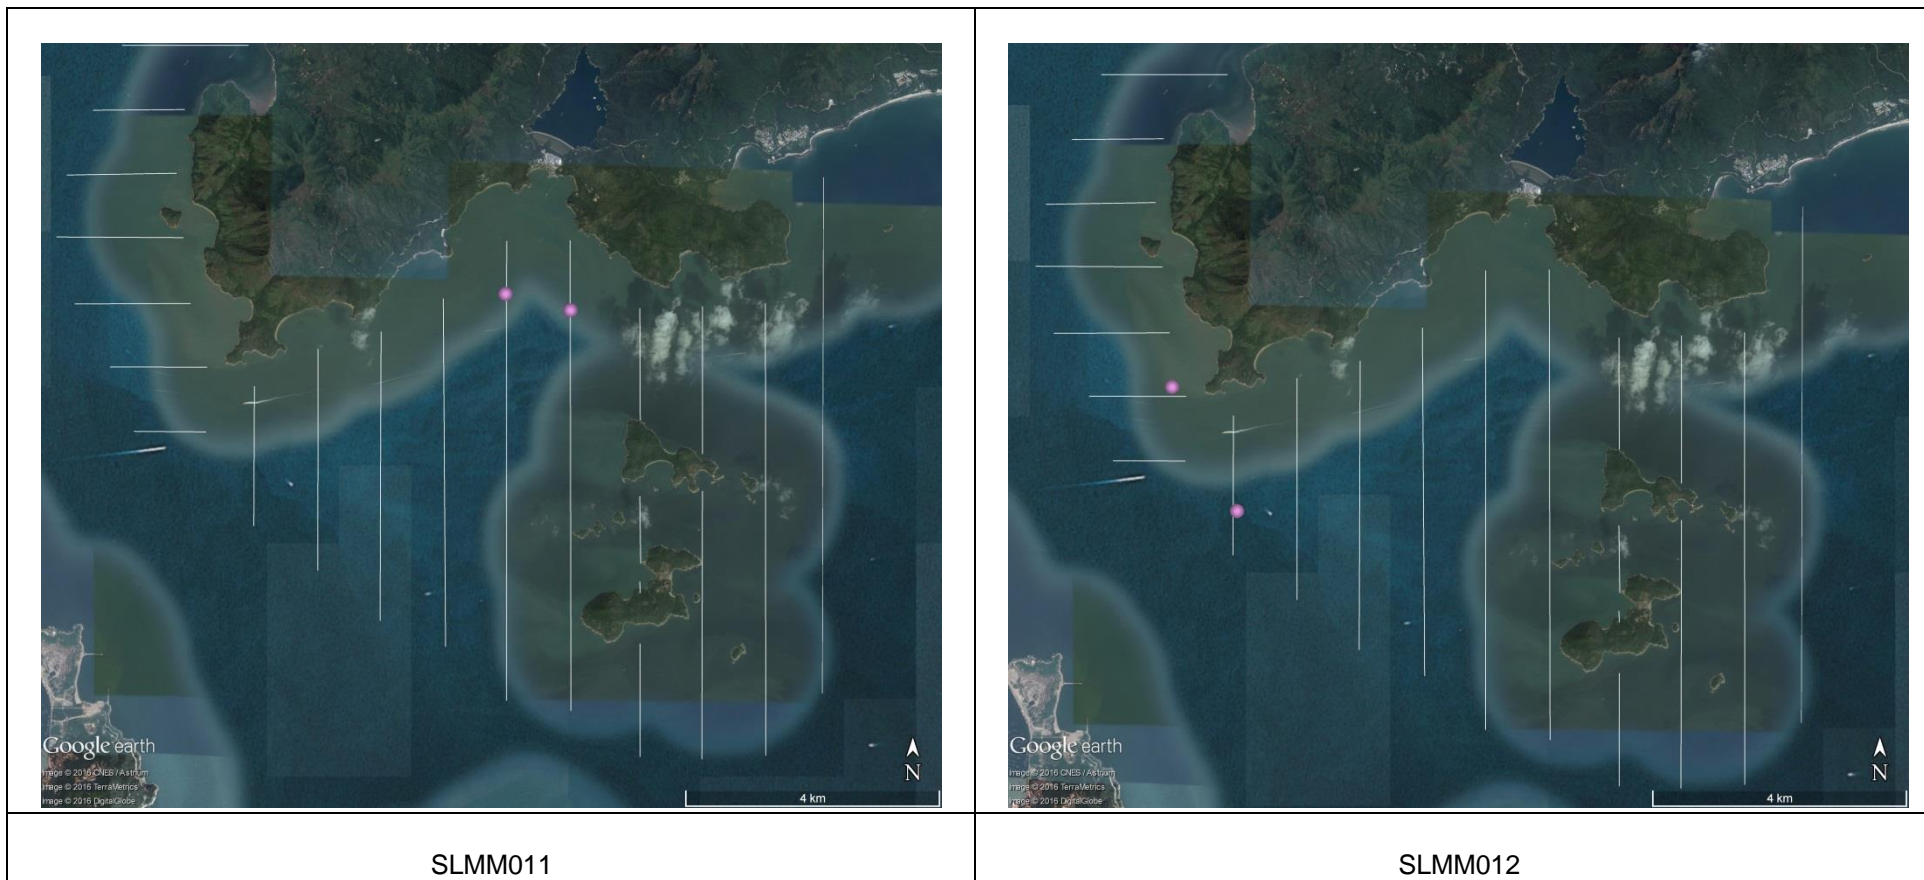 N
Google earth
Image © 2016 CNES / Astrium
Image © 2016 TerraMetrics
Image © 2016 DigitalGlobe
N
4 km
Google earth
Image © 2016 CNES / Astrium
Image © 2016 TerraMetrics
Image © 2016 DigitalGlobe
N
4 km
SLMM011
SLMM012